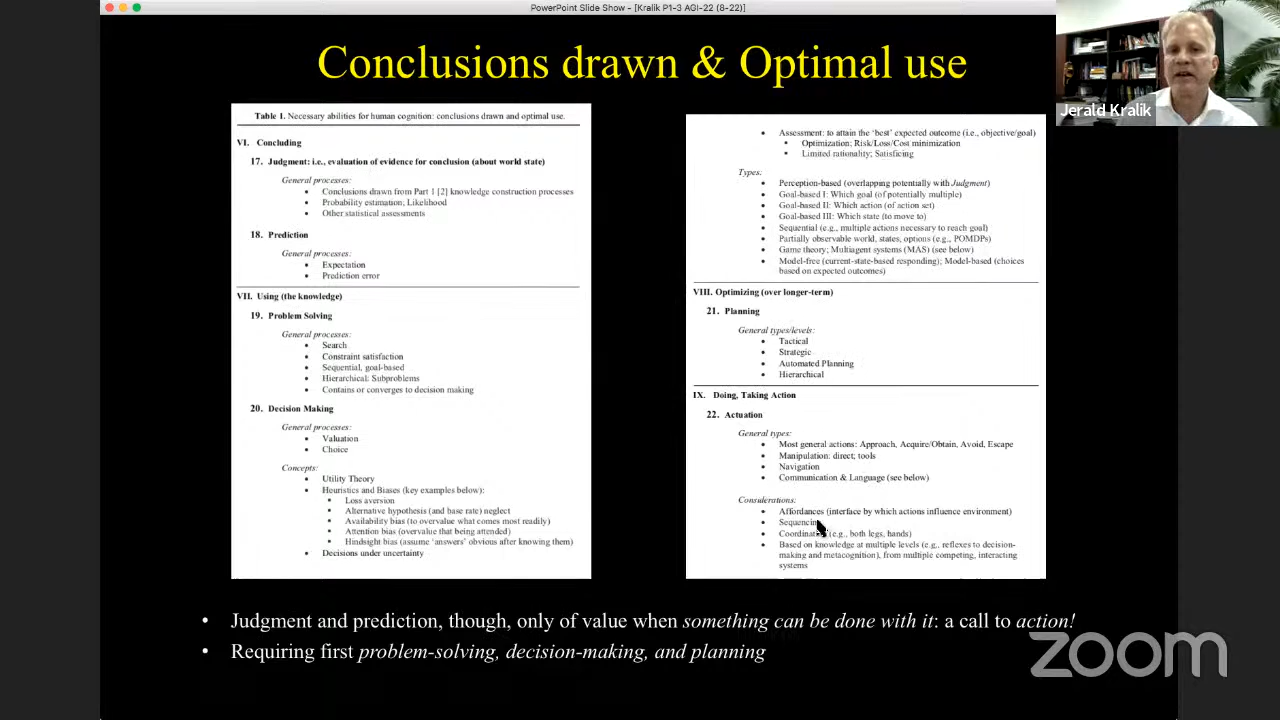 PowerPoint Slide Show - [Kralik P1-3 AGI-22 (8-22)]
Conclusions drawn & Optimal use
Jerald Kralik
Table 1. Necessary abilities for human cognition: conclusions drawn and optimal use.
VI. Concluding
17. Judgment: i.e., evaluation of evidence for conclusion (about world state)
General processes:
• Conclusions drawn from Part 1 [2] knowledge construction processes
• Probability estimation; Likelihood
• Other statistical assessments
18. Prediction
General processes:
• Expectation
• Prediction error
VII. Using (the knowledge)
19. Problem Solving
General processes:
• Search
• Constraint satisfaction
• Sequential, goal-based
• Hierarchical: Subproblems
• Contains or converges to decision making
20. Decision Making
General processes:
• Valuation
• Choice
Concepts:
• Utility Theory
• Heuristics and Biases (key examples below):
• Loss aversion
• Alternative hypothesis (and base rate) neglect
• Availability bias (to overvalue what comes most readily)
• Attention bias (overvalue that being attended)
• Hindsight bias (assume ‘answers’ obvious after knowing them)
• Decisions under uncertainty
• Assessment: to attain the ‘best’ expected outcome (i.e., objective/goal)
• Optimization; Risk/Loss/Cost minimization
• Limited rationality; Satisficing
Types:
• Perception-based (overlapping potentially with Judgment)
• Goal-based I: Which goal (of potentially multiple)
• Goal-based II: Which action (of action set)
• Goal-based III: Which state (to move to)
• Sequential (e.g., multiple actions necessary to reach goal)
• Partially observable world, states, options (e.g., POMDPs)
• Game theory; Multiagent systems (MAS) (see below)
• Model-free (current-state-based responding); Model-based (choices
based on expected outcomes)
VIII. Optimizing (over longer-term)
21. Planning
General types/levels:
• Tactical
• Strategic
• Automated Planning
• Hierarchical
IX. Doing, Taking Action
22. Actuation
General types:
• Most general actions: Approach, Acquire/Obtain, Avoid, Escape
• Manipulation: direct; tools
• Navigation
• Communication & Language (see below)
Considerations:
• Affordances (interface by which actions influence environment)
•
• (e.g., both legs, hands)
• Based on knowledge at multiple levels (e.g., reflexes to decision-
making and metacognition), from multiple competing, interacting
systems
• Judgment and prediction, though, only of value when something can be done with it: a call to action!
• Requiring first problem-solving, decision-making, and planning
zoom